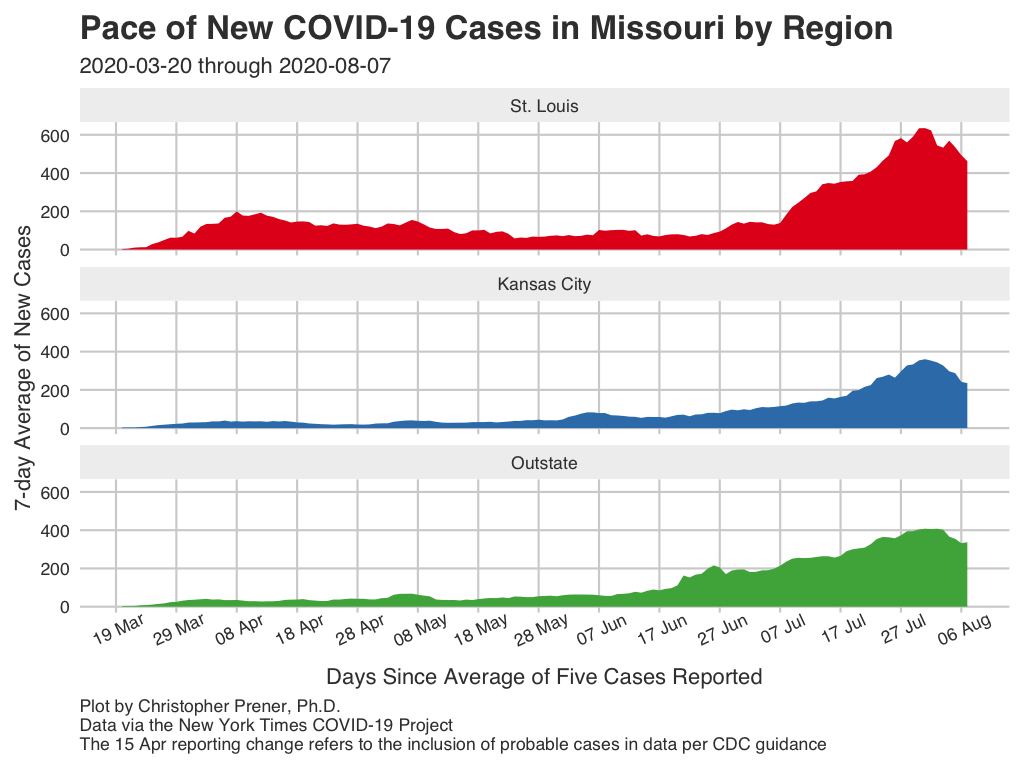 Pace of New COVID-19 Cases in Missouri by Region
2020-03-20 through 2020-08-07
St. Louis
600
400
200
0
Kansas City
600
400
200
0
Outstate
600
400
200
0
7-day Average of New Cases
19 Mar 29 Mar 08 Apr 18 Apr 28 Apr 08 May 18 May 28 May 07 Jun 17 Jun 27 Jun 07 Jul 17 Jul 27 Jul 06 Aug
Days Since Average of Five Cases Reported
Plot by Christopher Prener, Ph.D.
Data via the New York Times COVID-19 Project
The 15 Apr reporting change refers to the inclusion of probable cases in data per CDC guidance